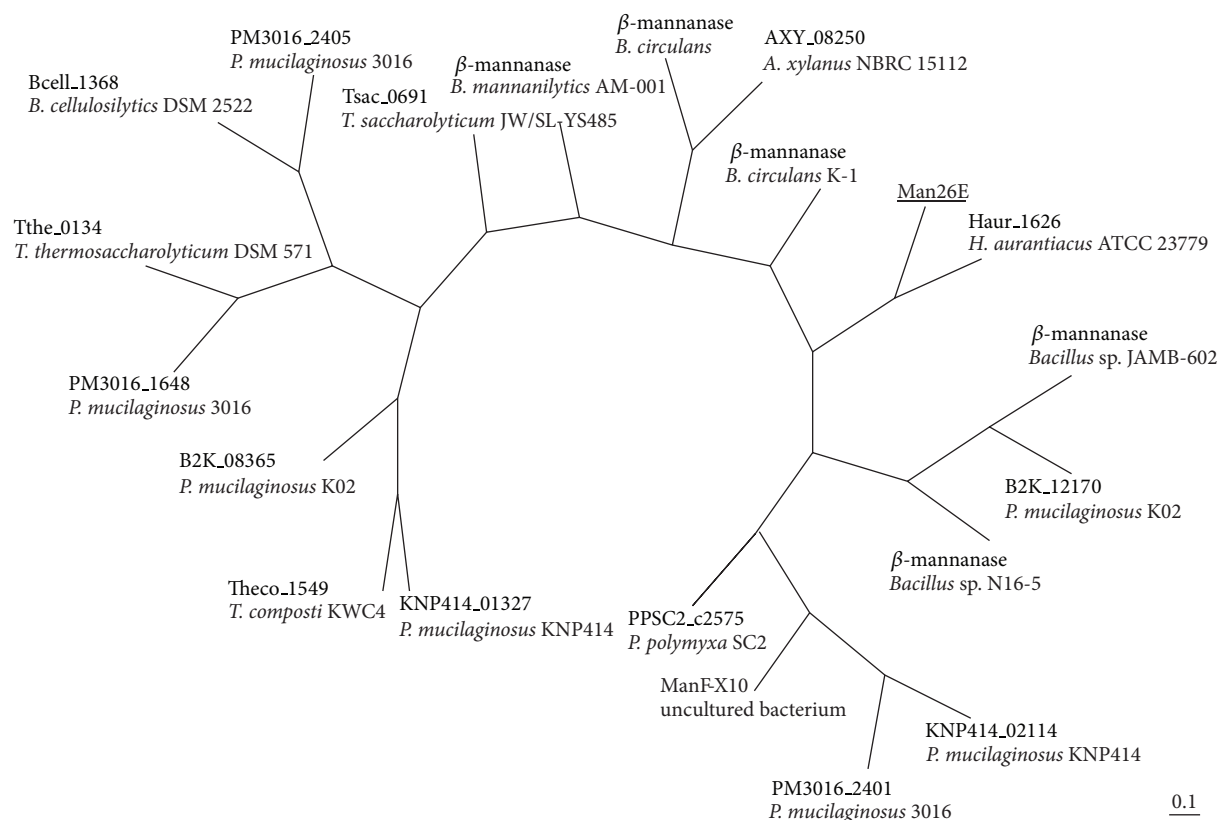 β-mannanase
B. circulans
AXY_08250
A. xylanus NBRC 15112
PM3016_2405
P. mucilaginosus 3016
β-mannanase
B. mannanilytics AM-001
Bcell_1368
B. cellulosilytics DSM 2522
Tsac_0691
T. saccharolyticum JW/SL-YS485
β-mannanase
B. circulans K-1
Man26E
Haur_1626
H. aurantiacus ATCC 23779
Tthe_0134
T. thermosaccharolyticum DSM 571
β-mannanase
Bacillus sp. JAMB-602
PM3016_1648
P. mucilaginosus 3016
B2K_08365
P. mucilaginosus K02
B2K_12170
P. mucilaginosus K02
β-mannanase
Bacillus sp. N16-5
Theco_1549
T. composti KWC4
KNP414_01327
P. mucilaginosus KNP414
PPSC2_c2575
P. polymyxa SC2
ManF-X10
uncultured bacterium
KNP414_02114
P. mucilaginosus KNP414
PM3016_2401
P. mucilaginosus 3016
0.1